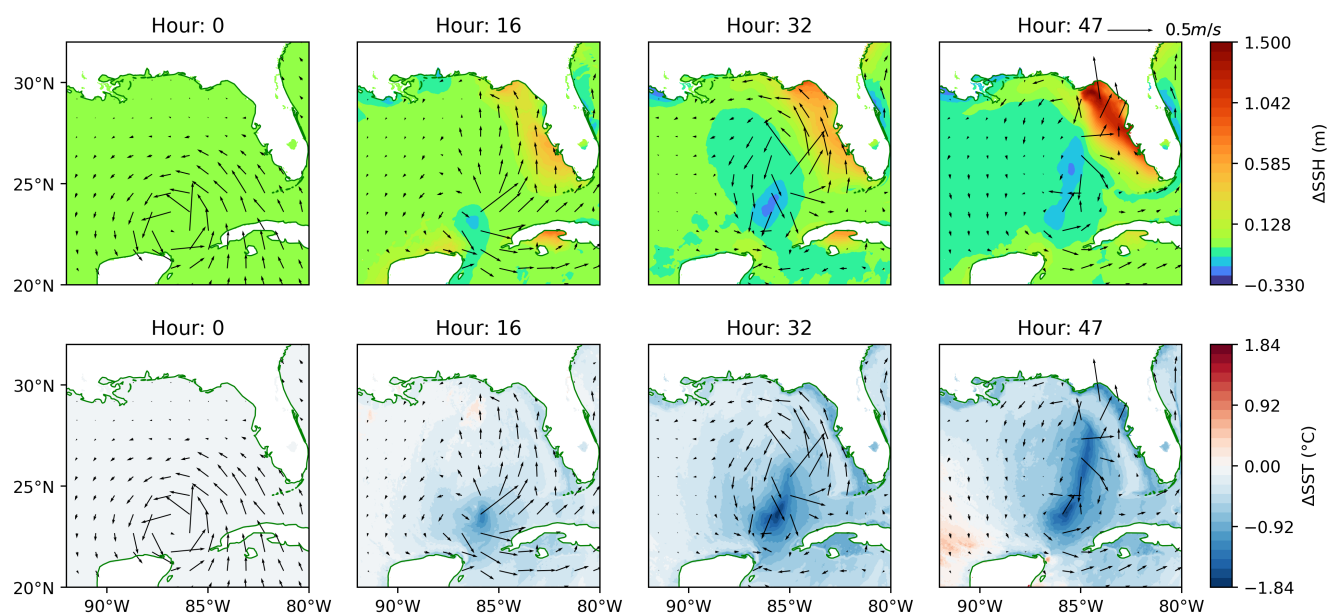 Hour: 0
Hour: 16
Hour: 32
Hour: 47
0.5m/s
30°N
25°N
20°N
1.500
1.042
0.585
0.128
−0.330
ΔSSH (m)
Hour: 0
Hour: 16
Hour: 32
Hour: 47
30°N
25°N
20°N
90°W 85°W 80°W
90°W 85°W 80°W
90°W 85°W 80°W
90°W 85°W 80°W
1.84
0.92
0.00
−0.92
−1.84
ΔSST (°C)